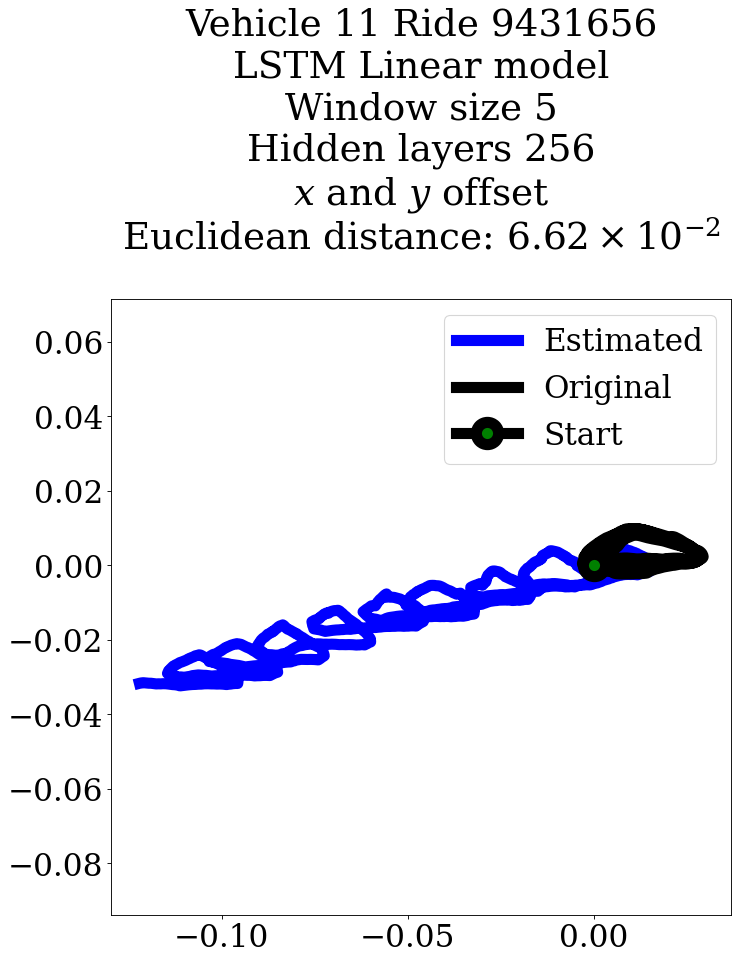 Vehicle 11 Ride 9431656
LSTM Linear model
Window size 5
Hidden layers 256
x and y offset
Euclidean distance: 6.62 × 10⁻²
Estimated
Original
Start
0.06
0.04
0.02
0.00
−0.02
−0.04
−0.06
−0.08
−0.10 −0.05 0.00